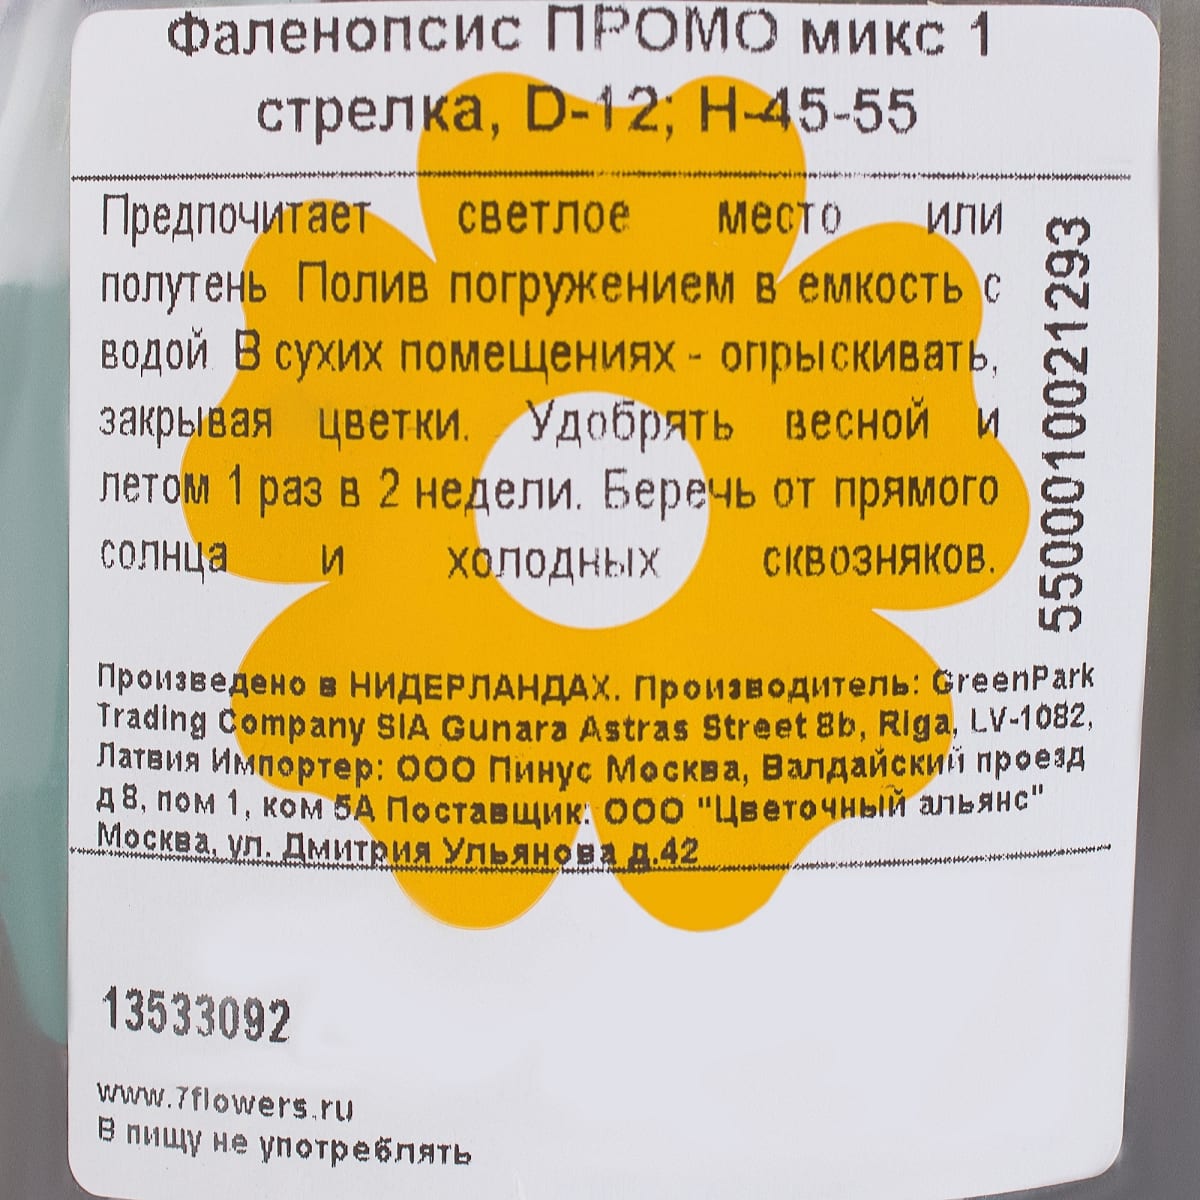 Фаленопсис ПРОМО микс 1
стрелка, D-12; H-45-55
Предпочитает светлое место или
полутень Полив погружением в емкость с
водой В сухих помещениях - опрыскивать,
закрывая цветки. Удобрять весной и
летом 1 раз в 2 недели. Беречь от прямого
солнца и холодных сквозняков.
5500010021293
Произведено в НИДЕРЛАНДАХ. Производитель: GreenPark
Trading Company SIA Gunara Astras Street 8b, Riga, LV-1082,
Латвия Импортер: ООО Пинус Москва, Валдайский проезд
д 8, пом 1, ком 5А Поставщик: ООО "Цветочный альянс"
Москва, ул. Дмитрия Ульянова д.42
13533092
www.7flowers.ru
В пищу не употреблять